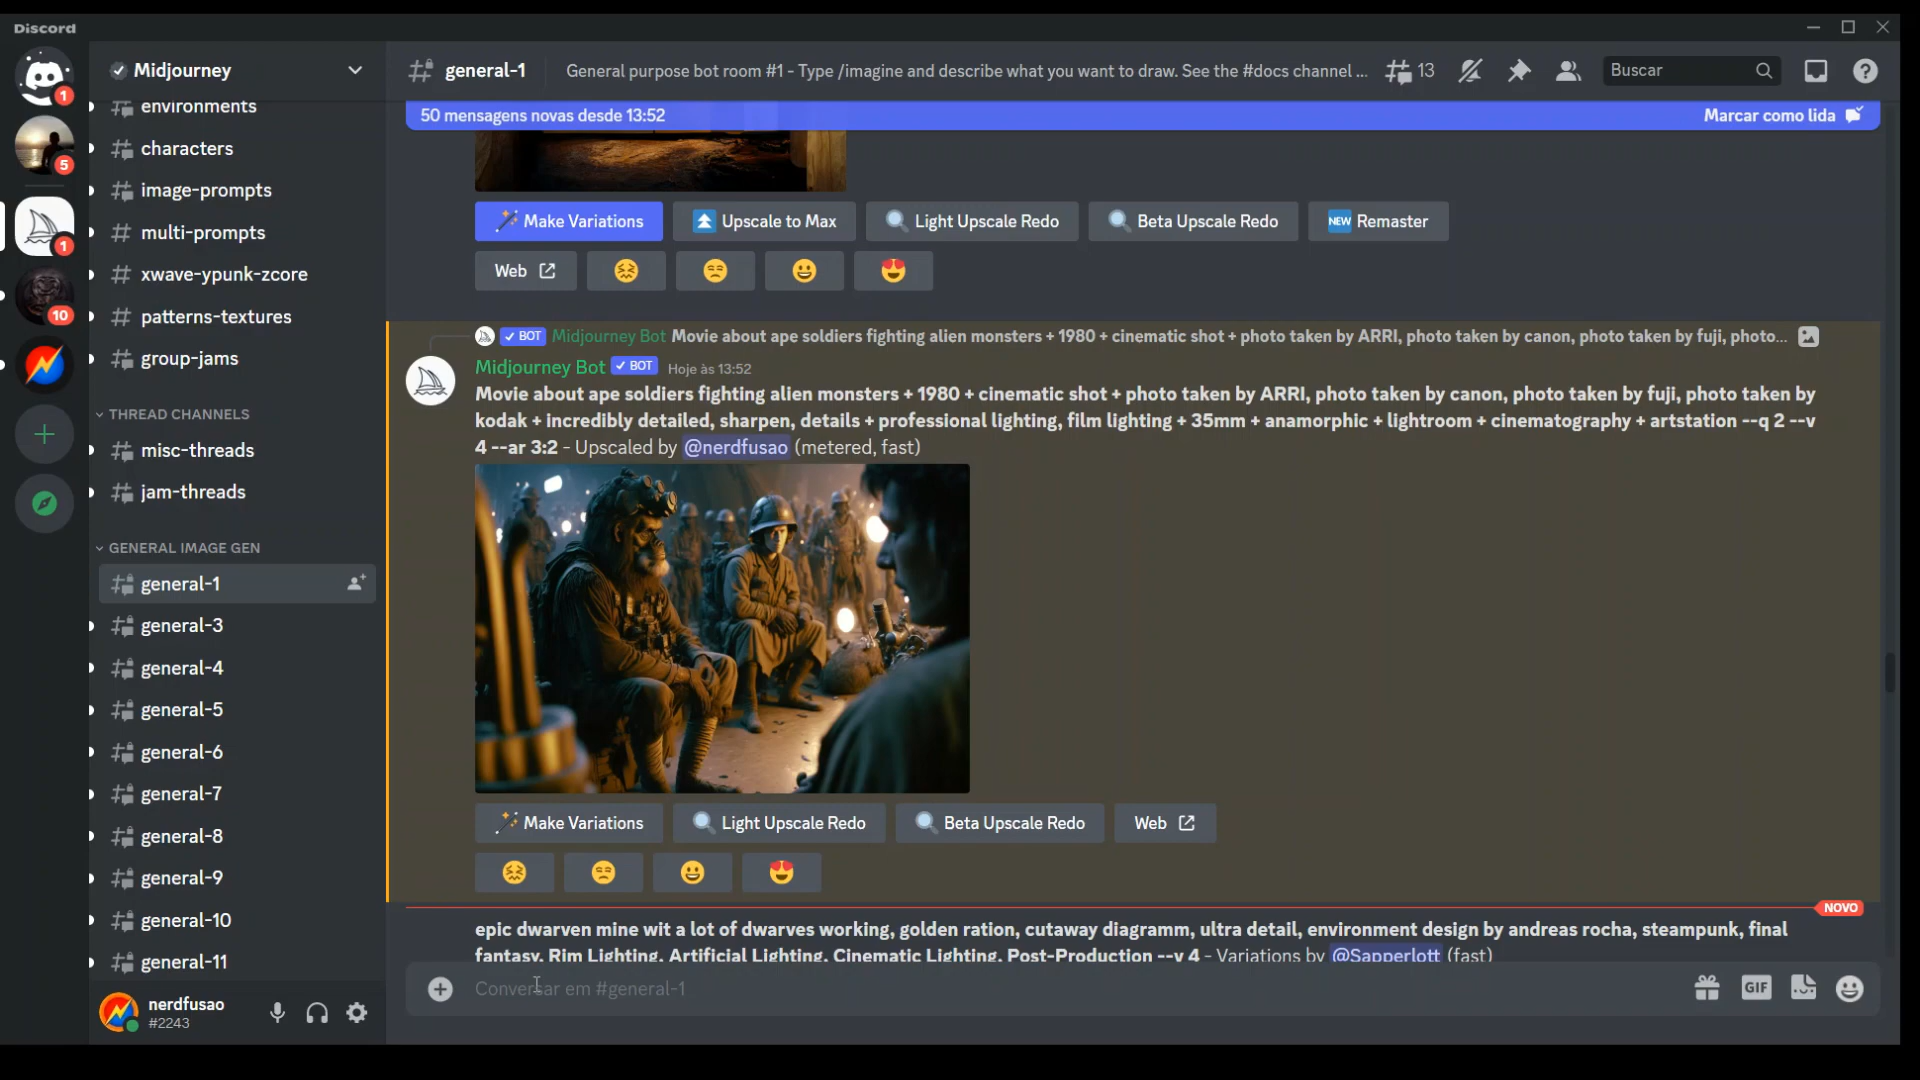 Discord
Midjourney
general-1
General purpose bot room #1 - Type /imagine and describe what you want to draw. See the #docs channel ...
13
Buscar
1
5
1
10
environments
characters
image-prompts
multi-prompts
xwave-ypunk-zcore
patterns-textures
group-jams
THREAD CHANNELS
misc-threads
jam-threads
GENERAL IMAGE GEN
general-1
general-3
general-4
general-5
general-6
general-7
general-8
general-9
general-10
general-11
nerdfusao
#2243
50 mensagens novas desde 13:52
Marcar como lida
Make Variations
Upscale to Max
Light Upscale Redo
Beta Upscale Redo
NEW Remaster
Web
BOT Midjourney Bot Movie about ape soldiers fighting alien monsters + 1980 + cinematic shot + photo taken by ARRI, photo taken by canon, photo taken by fuji, photo...
Midjourney Bot BOT Hoje às 13:52
Movie about ape soldiers fighting alien monsters + 1980 + cinematic shot + photo taken by ARRI, photo taken by canon, photo taken by fuji, photo taken by
kodak + incredibly detailed, sharpen, details + professional lighting, film lighting + 35mm + anamorphic + lightroom + cinematography + artstation --q 2 --v
4 --ar 3:2 - Upscaled by @nerdfusao (metered, fast)
Make Variations
Light Upscale Redo
Beta Upscale Redo
Web
NOVO
epic dwarven mine wit a lot of dwarves working, golden ration, cutaway diagramm, ultra detail, environment design by andreas rocha, steampunk, final
fantasy, Rim Lighting, Artificial Lighting, Cinematic Lighting, Post-Production --v 4 - Variations by @Sapperlott (fast)
Conversar em #general-1
GIF